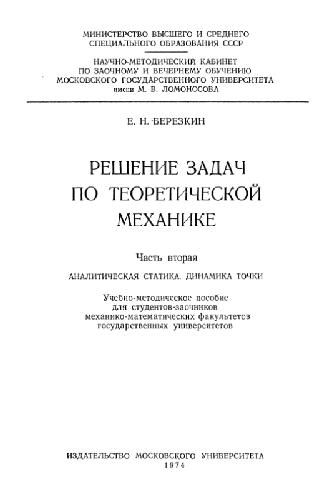 МИНИСТЕРСТВО ВЫСШЕГО И СРЕДНЕГО
СПЕЦИАЛЬНОГО ОБРАЗОВАНИЯ СССР
НАУЧНО-МЕТОДИЧЕСКИЙ КАБИНЕТ
ПО ЗАОЧНОМУ И ВЕЧЕРНЕМУ ОБУЧЕНИЮ
МОСКОВСКОГО ГОСУДАРСТВЕННОГО УНИВЕРСИТЕТА
имени М. В. ЛОМОНОСОВА
Е. Н. БЕРЕЗКИН
РЕШЕНИЕ ЗАДАЧ
ПО ТЕОРЕТИЧЕСКОЙ
МЕХАНИКЕ
Часть вторая
АНАЛИТИЧЕСКАЯ СТАТИКА. ДИНАМИКА ТОЧКИ
Учебно-методическое пособие
для студентов-заочников
механико-математических факультетов
государственных университетов
ИЗДАТЕЛЬСТВО МОСКОВСКОГО УНИВЕРСИТЕТА
1974